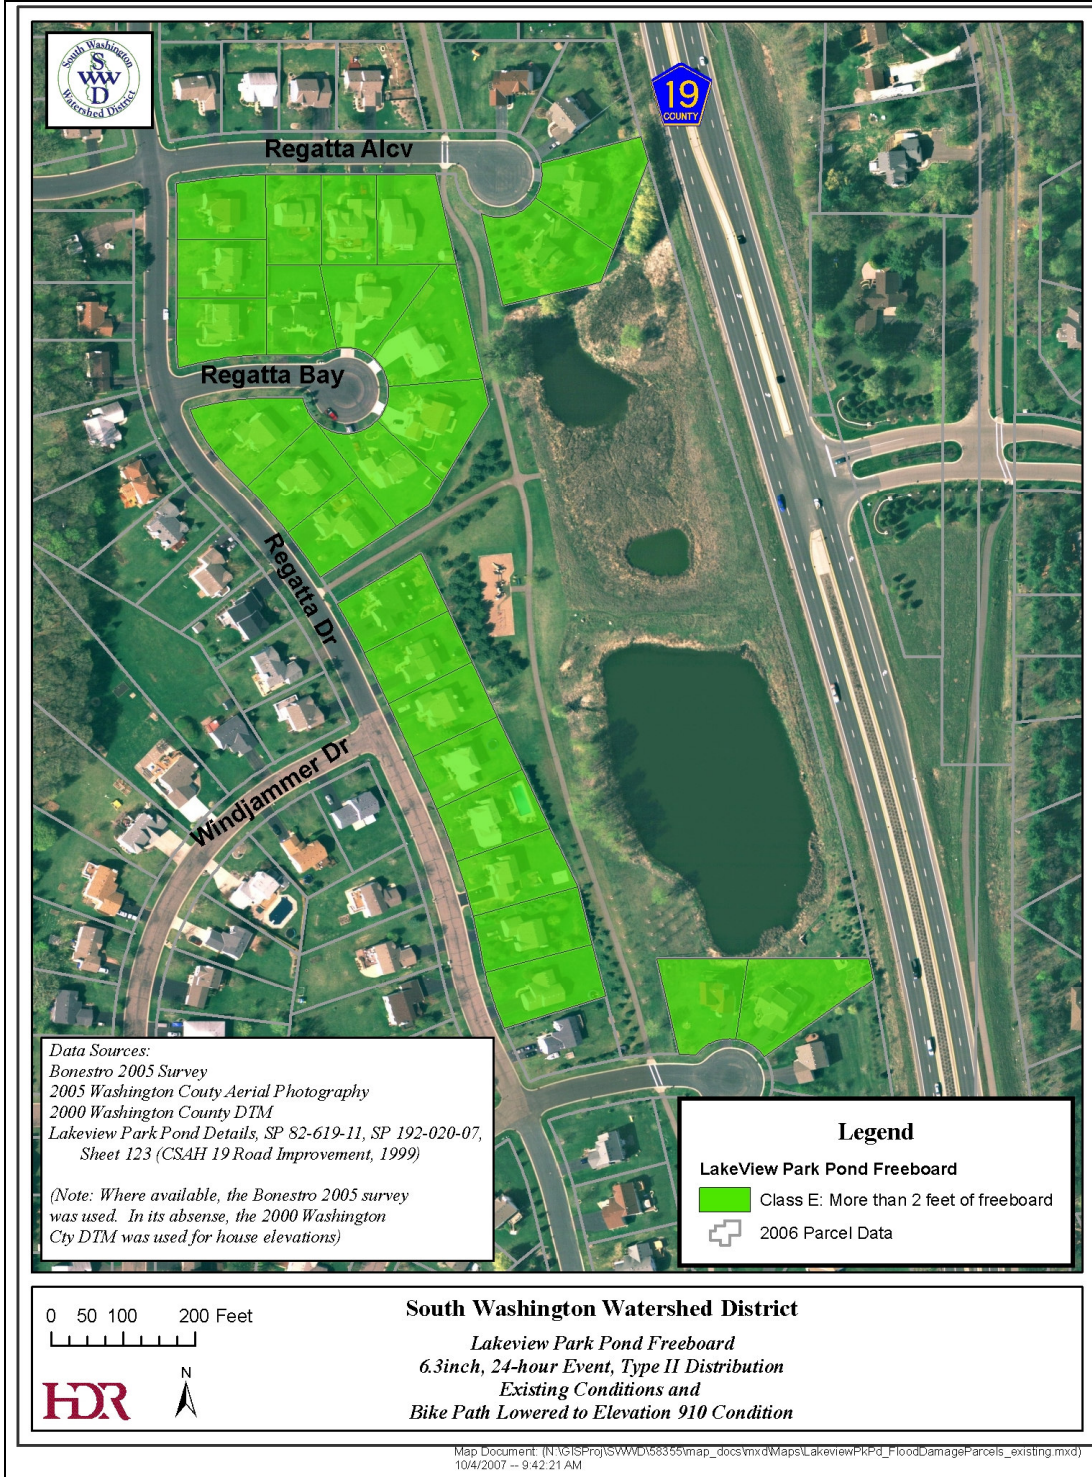 South Washington
S
WW
D
Watershed District
19
COUNTY
Regatta Alcv
Regatta Bay
Regatta Dr
Windjammer Dr
Data Sources:
Bonestro 2005 Survey
2005 Washington Couty Aerial Photography
2000 Washington County DTM
Lakeview Park Pond Details, SP 82-619-11, SP 192-020-07,
Sheet 123 (CSAH 19 Road Improvement, 1999)
(Note: Where available, the Bonestro 2005 survey
was used. In its absense, the 2000 Washington
Cty DTM was used for house elevations)
Legend
LakeView Park Pond Freeboard
Class E: More than 2 feet of freeboard
2006 Parcel Data
0 50 100 200 Feet
N
HDR
South Washington Watershed District
Lakeview Park Pond Freeboard
6.3inch, 24-hour Event, Type II Distribution
Existing Conditions and
Bike Path Lowered to Elevation 910 Condition
Map Document: (N:\GISProj\SWWD\58355\map_docs\mxd\Maps\LakeviewPkPd_FloodDamageParcels_existing.mxd)
10/4/2007 -- 9:42:21 AM